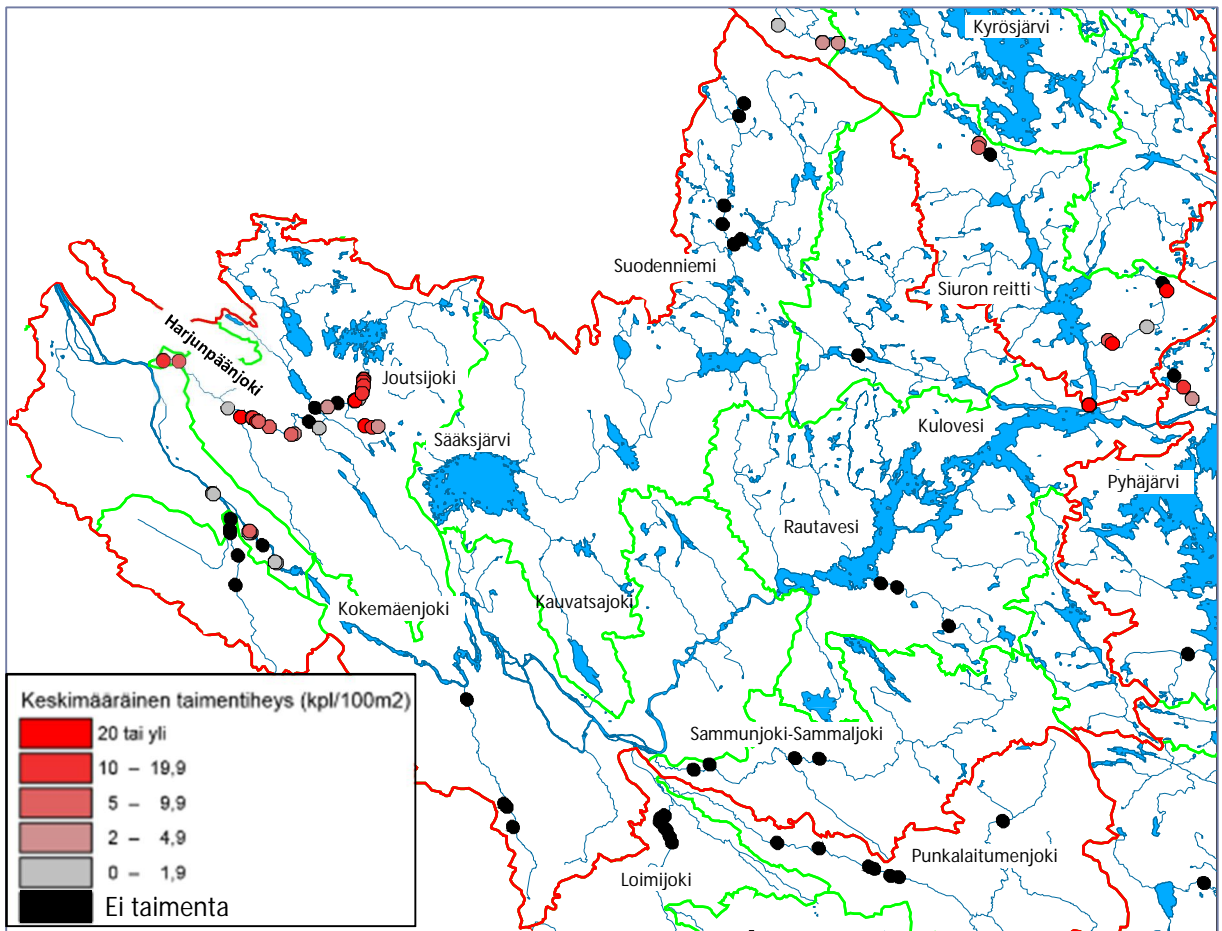 Kyrösjärvi
Suodenniemi
Siuron reitti
Harjunpäänjoki
Joutsijoki
Sääksjärvi
Kulovesi
Pyhäjärvi
Rautavesi
Kokemäenjoki
Kauvatsajoki
Sammunjoki-Sammaljoki
Punkalaitumenjoki
Loimijoki
Keskimääräinen taimentiheys (kpl/100m2)
20 tai yli
10 – 19,9
5 – 9,9
2 – 4,9
0 – 1,9
Ei taimenta